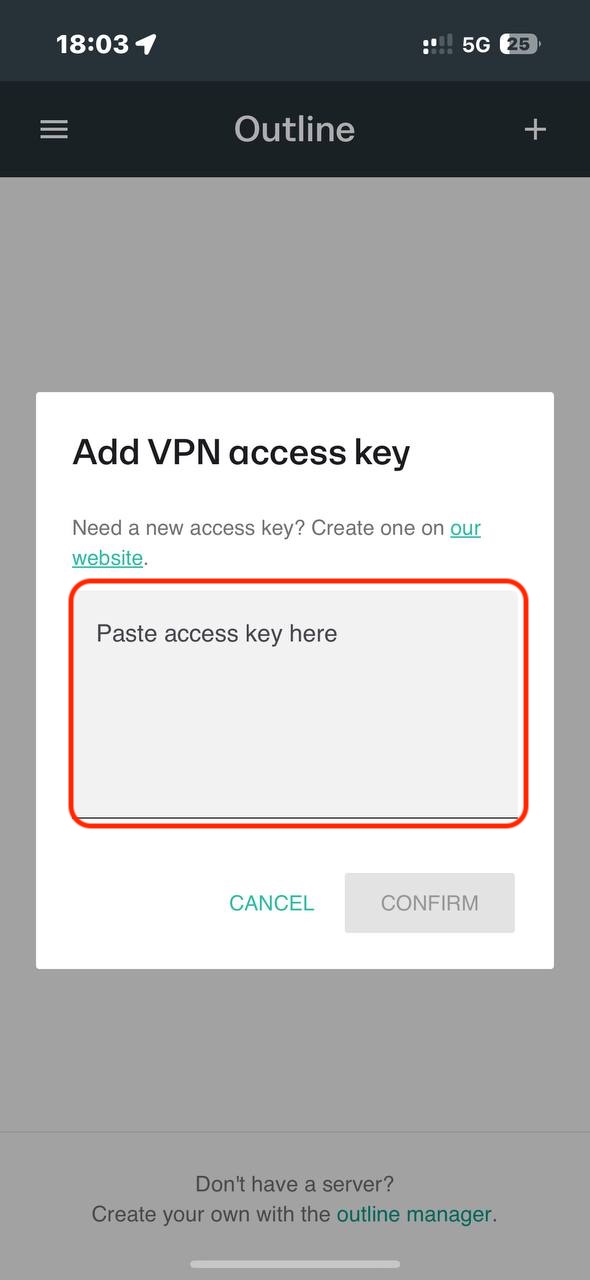 18:03 5G 25
Outline
Add VPN access key
Need a new access key? Create one on our
website.
Paste access key here
CANCEL CONFIRM
Don't have a server?
Create your own with the outline manager.